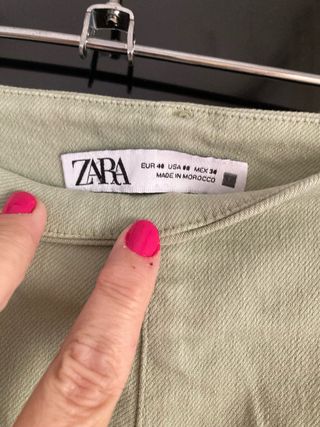 ZARA
EUR 40 USA 08 MEX 30
MADE IN MOROCCO